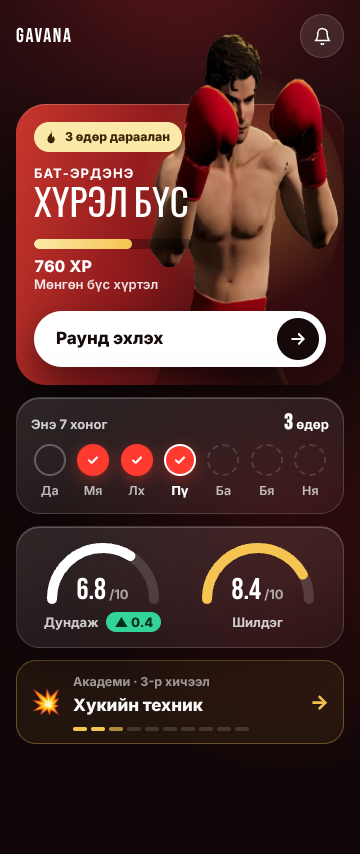 GAVANA
3 өдөр дараалан
БАТ-ЭРДЭНЭ
ХҮРЭЛ БҮС
760 XP
Мөнгөн бүс хүртэл
Раунд эхлэх
Энэ 7 хоног
3 өдөр
Да Мя Лх Пү Ба Бя Ня
6.8 /10
8.4 /10
Дундаж ▲ 0.4
Шилдэг
Академи · 3-р хичээл
Хукийн техник